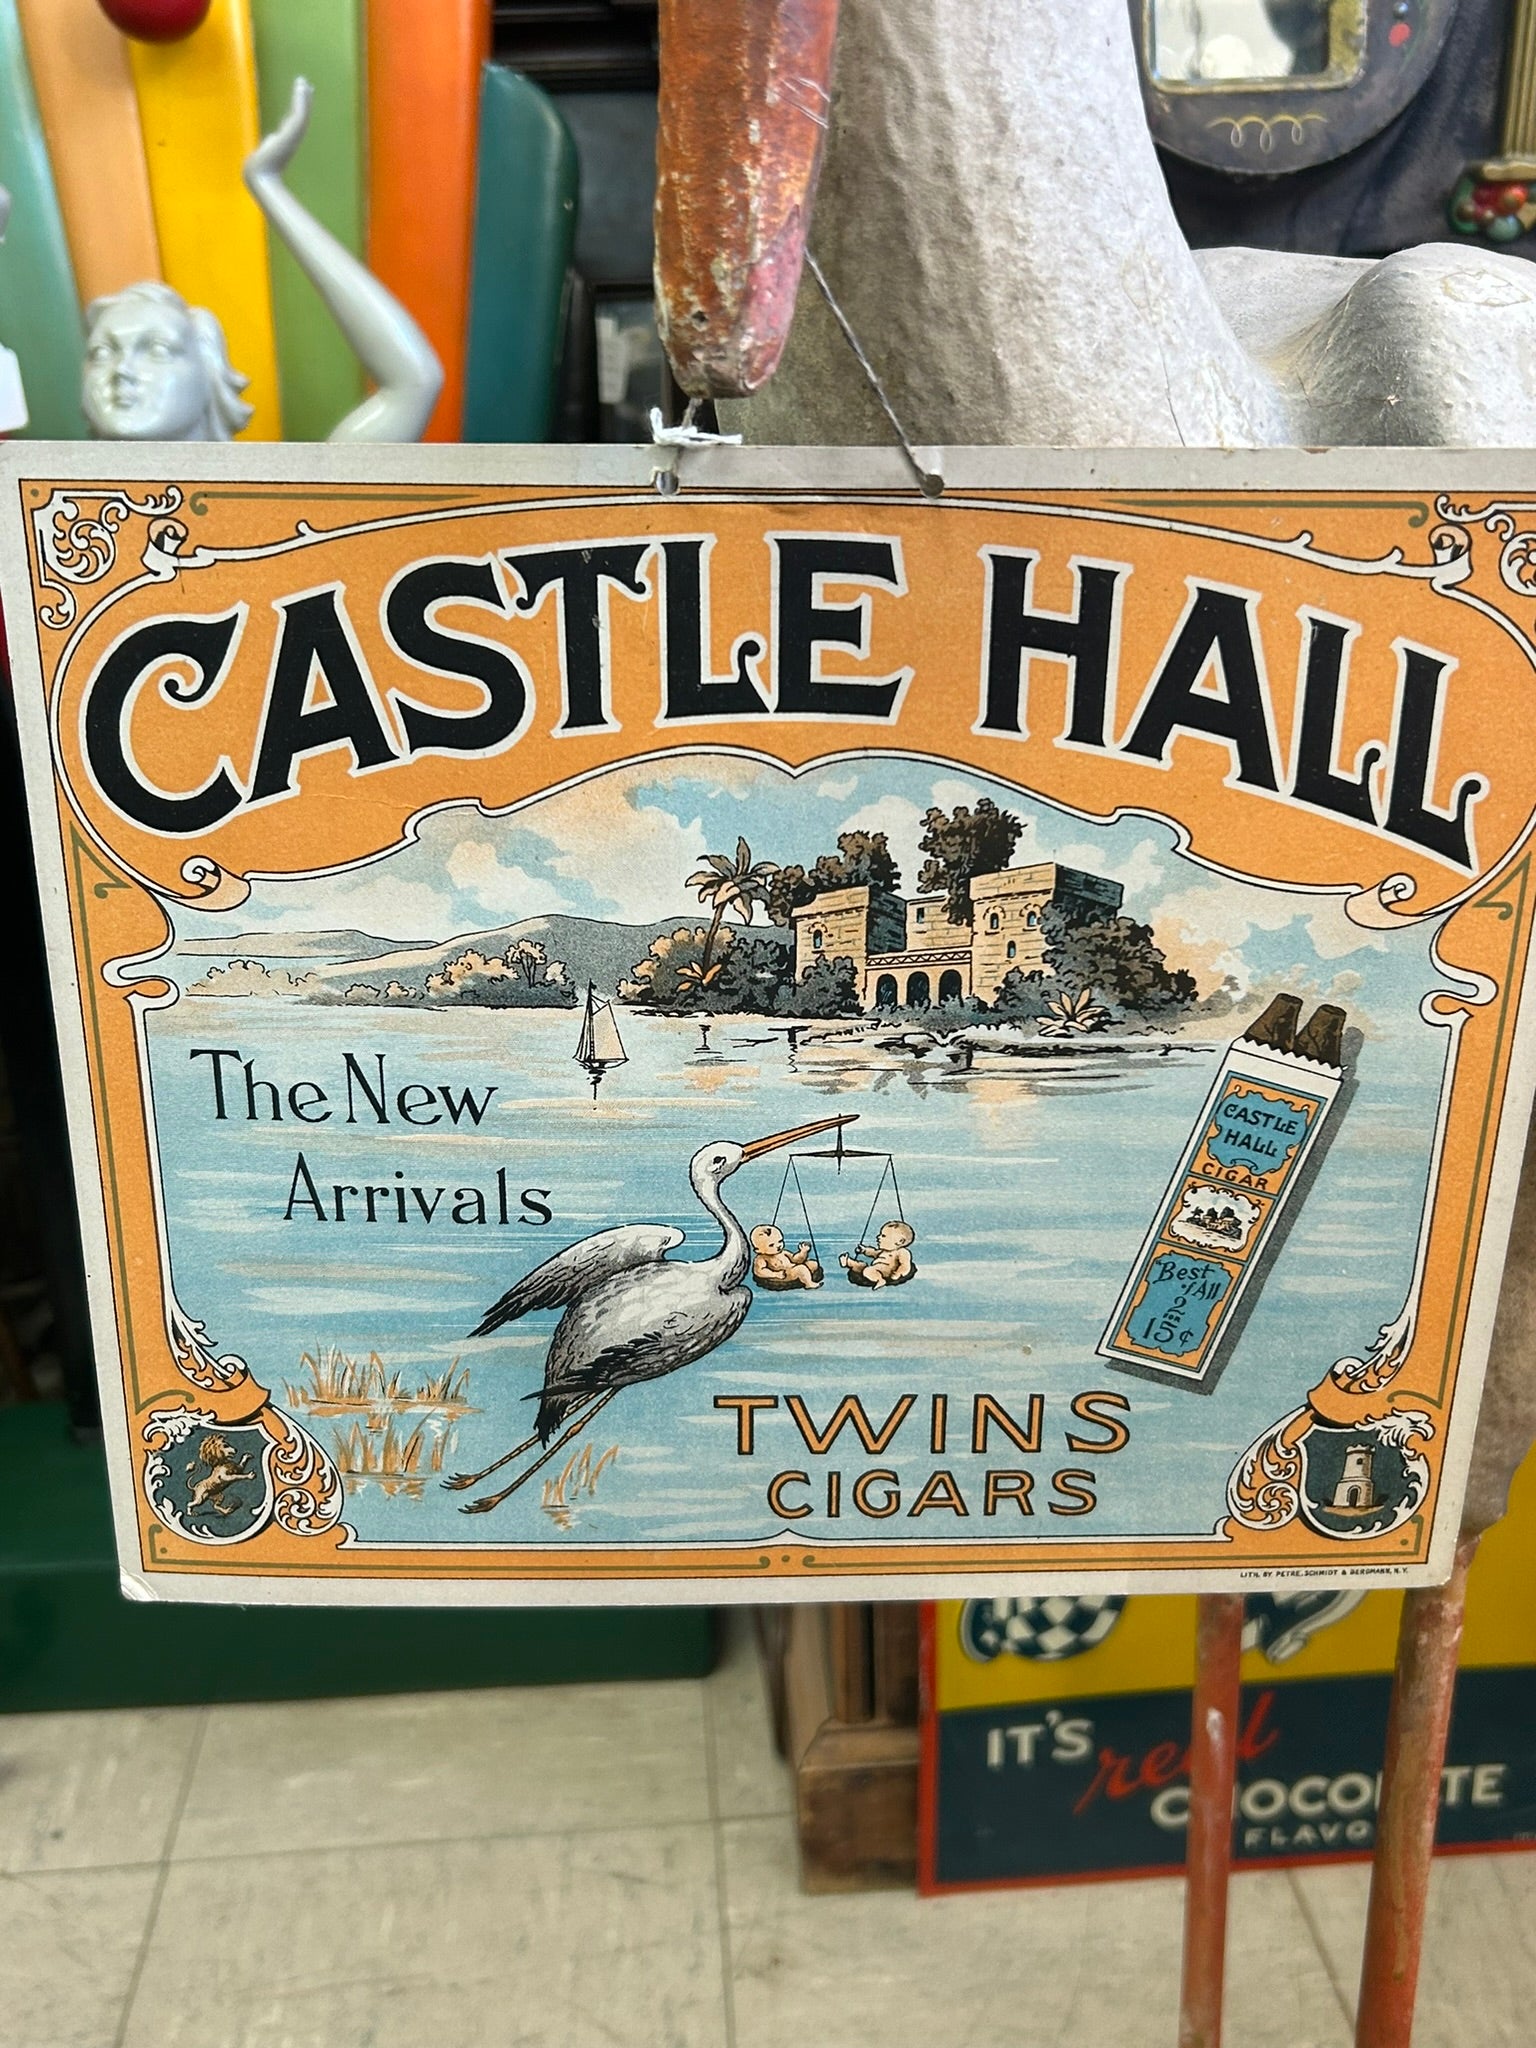 CASTLE HALL
The New
Arrivals
CASTLE
HALL
CIGAR
"Best
of All"
2
FOR
15¢
TWINS
CIGARS
LITH. BY PETRE, SCHMIDT & BERGMANN, N.Y.
IT'S real
CHOCOLATE
FLAVO